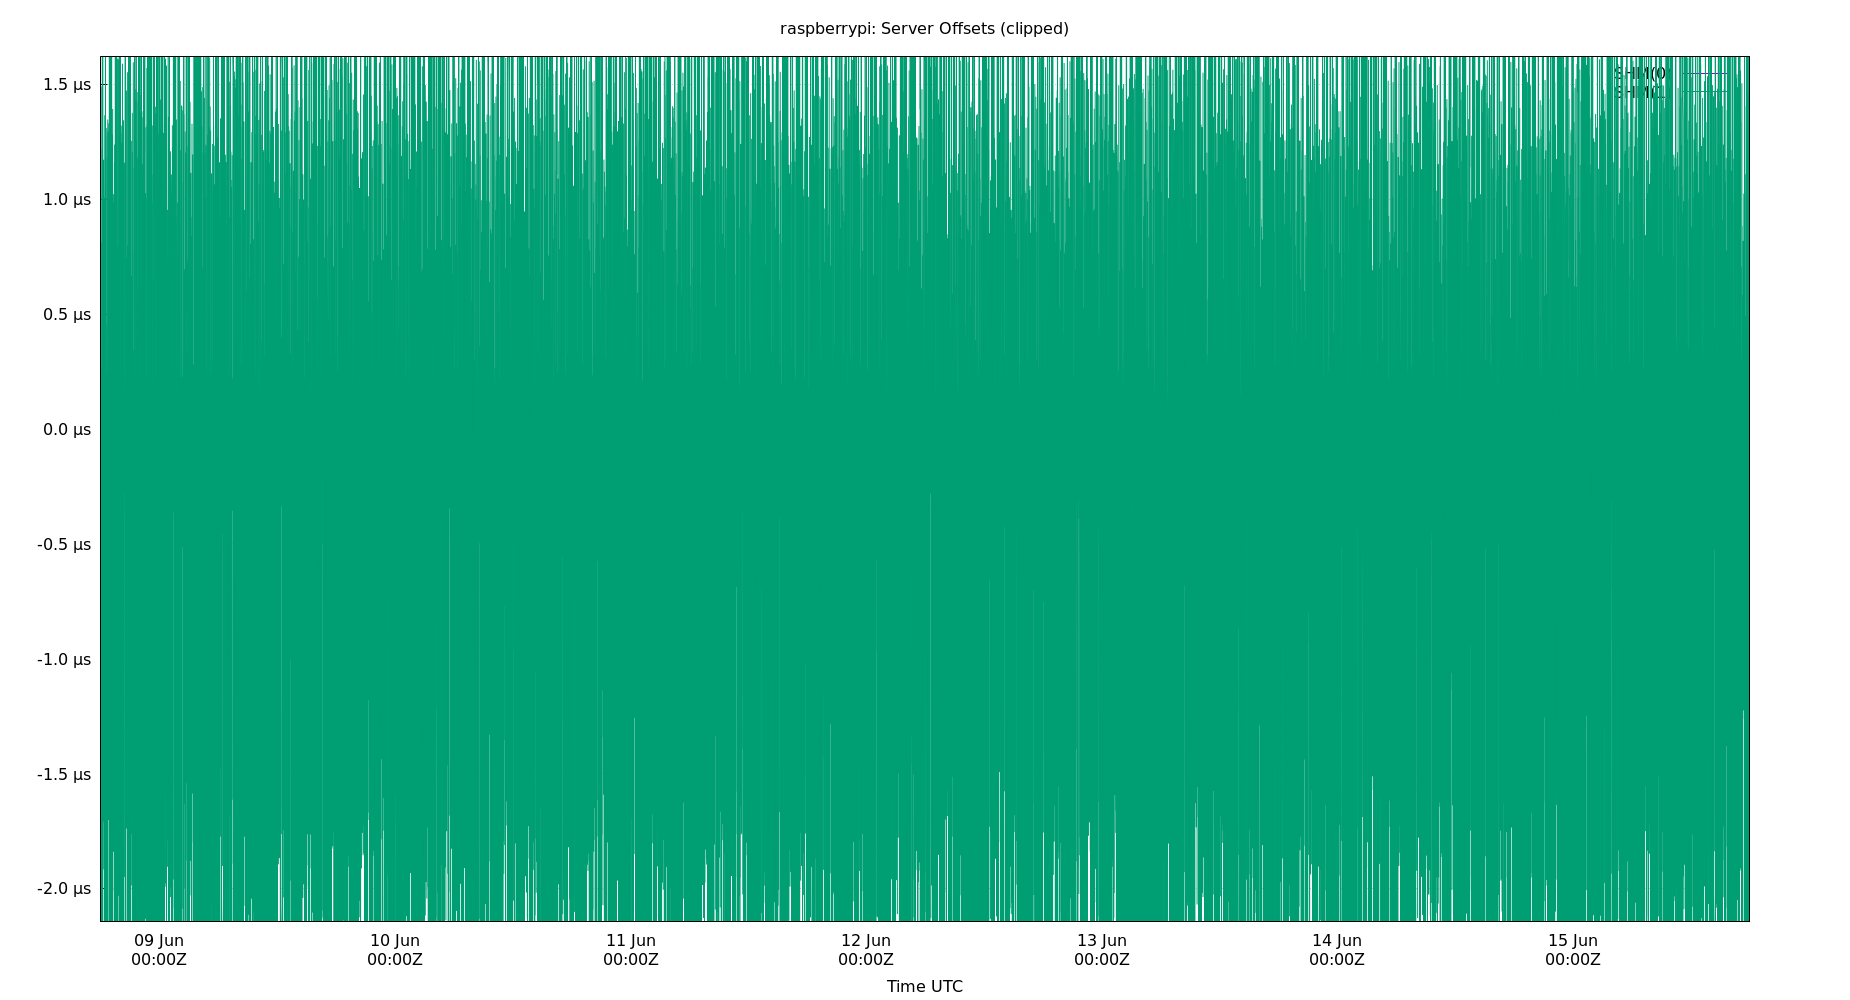 raspberrypi: Server Offsets (clipped)
1.5 µs
SHM(0)
1.0 µs
0.5 µs
0.0 µs
-0.5 µs
-1.0 µs
-1.5 µs
-2.0 µs
09 Jun 10 Jun 11 Jun 12 Jun 13 Jun 14 Jun 15 Jun
00:00Z 00:00Z 00:00Z 00:00Z 00:00Z 00:00Z 00:00Z
Time UTC